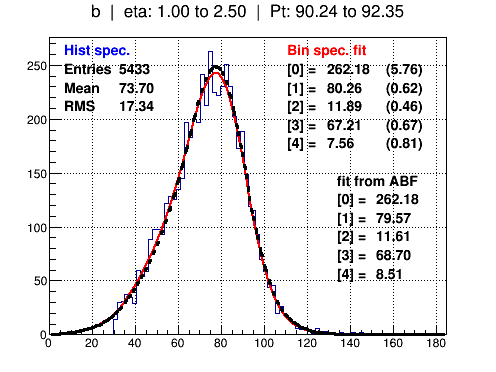 b | eta: 1.00 to 2.50 | Pt: 90.24 to 92.35
Hist spec.
Entries 5433
Mean 73.70
RMS 17.34
Bin spec. fit
[0] = 262.18 (5.76)
[1] = 80.26 (0.62)
[2] = 11.89 (0.46)
[3] = 67.21 (0.67)
[4] = 7.56 (0.81)
fit from ABF
[0] = 262.18
[1] = 79.57
[2] = 11.61
[3] = 68.70
[4] = 8.51
250
200
150
100
50
0
0 20 40 60 80 100 120 140 160 180